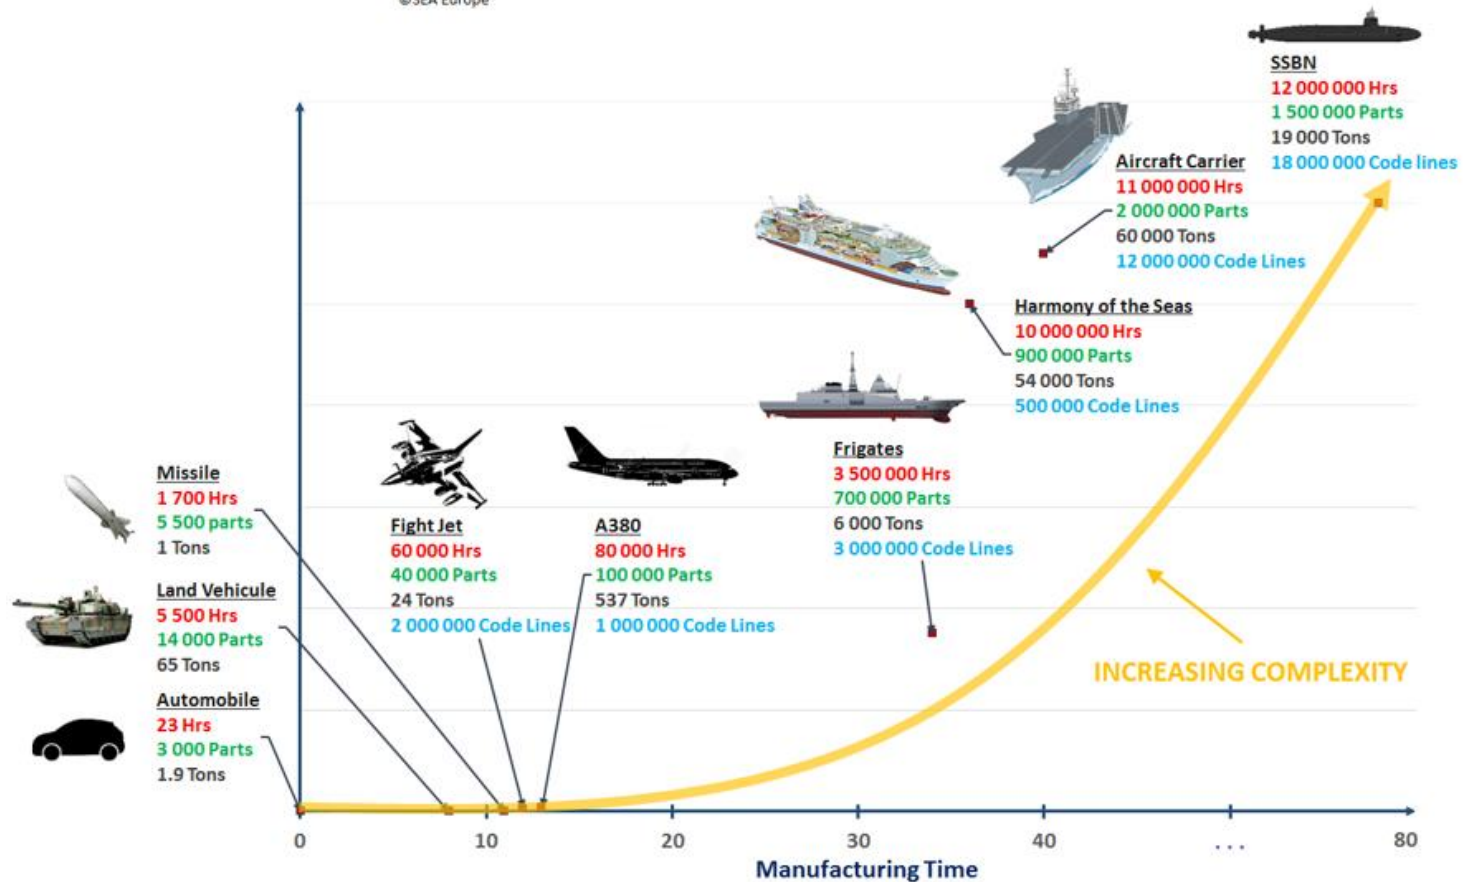 ©SEA Europe
SSBN
12 000 000 Hrs
1 500 000 Parts
19 000 Tons
18 000 000 Code lines
Aircraft Carrier
11 000 000 Hrs
2 000 000 Parts
60 000 Tons
12 000 000 Code Lines
Harmony of the Seas
10 000 000 Hrs
900 000 Parts
54 000 Tons
500 000 Code Lines
Frigates
3 500 000 Hrs
700 000 Parts
6 000 Tons
3 000 000 Code Lines
Missile
1 700 Hrs
5 500 parts
1 Tons
Fight Jet
60 000 Hrs
40 000 Parts
24 Tons
2 000 000 Code Lines
A380
80 000 Hrs
100 000 Parts
537 Tons
1 000 000 Code Lines
Land Vehicule
5 500 Hrs
14 000 Parts
65 Tons
Automobile
23 Hrs
3 000 Parts
1.9 Tons
INCREASING COMPLEXITY
0 10 20 30 40 ... 80
Manufacturing Time